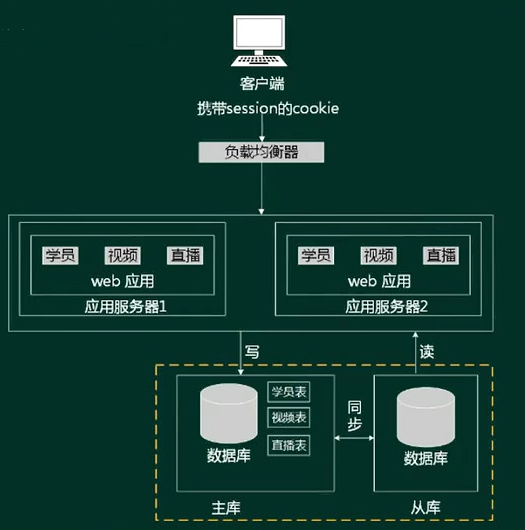 客户端
携带session的cookie
负载均衡器
学员 视频 直播
web 应用
应用服务器1
学员 视频 直播
web 应用
应用服务器2
写
读
学员表
视频表
直播表
数据库
同步
数据库
主库
从库